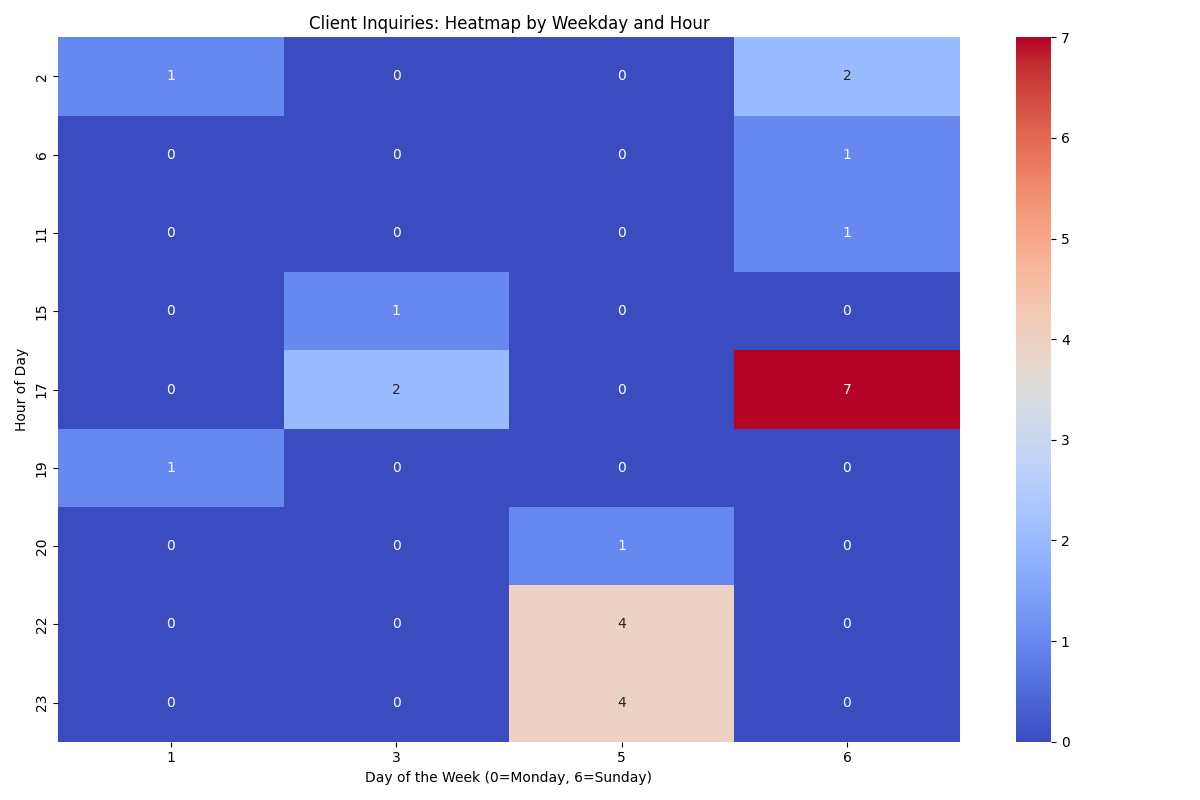 Client Inquiries: Heatmap by Weekday and Hour
Hour of Day
2 1 0 0 2
6 0 0 0 1
11 0 0 0 1
15 0 1 0 0
17 0 2 0 7
19 1 0 0 0
20 0 0 1 0
22 0 0 4 0
23 0 0 4 0
1 3 5 6
Day of the Week (0=Monday, 6=Sunday)
7
6
5
4
3
2
1
0